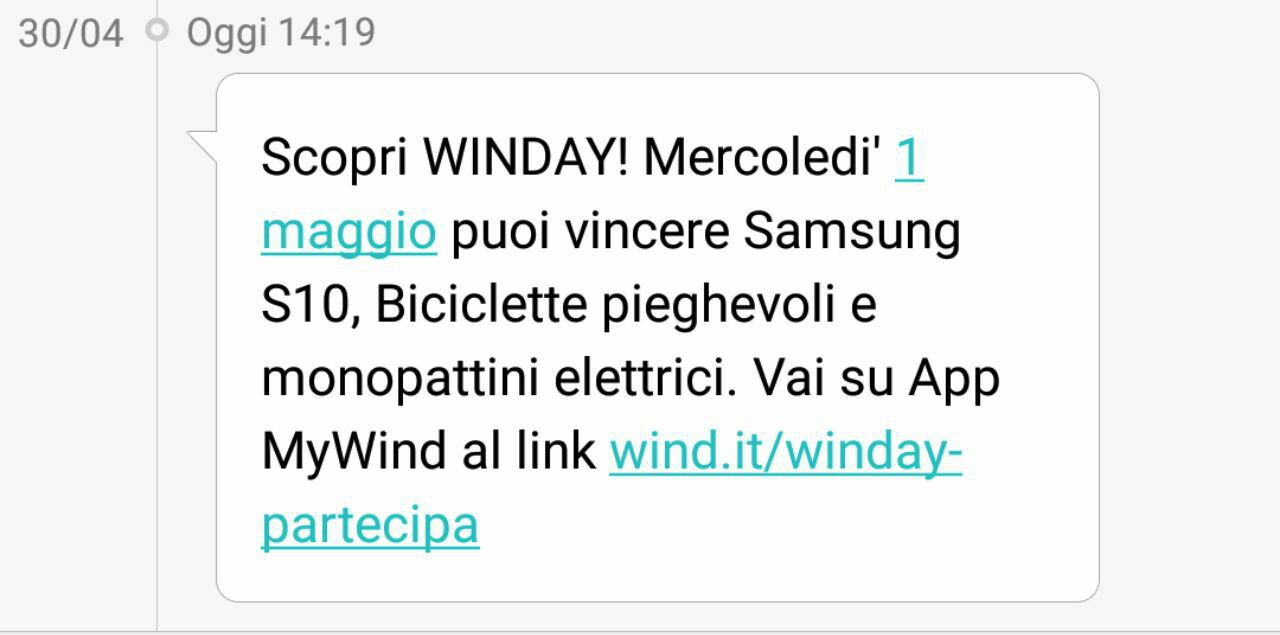 30/04 Oggi 14:19
Scopri WINDAY! Mercoledi' 1
maggio puoi vincere Samsung
S10, Biciclette pieghevoli e
monopattini elettrici. Vai su App
MyWind al link wind.it/winday-
partecipa